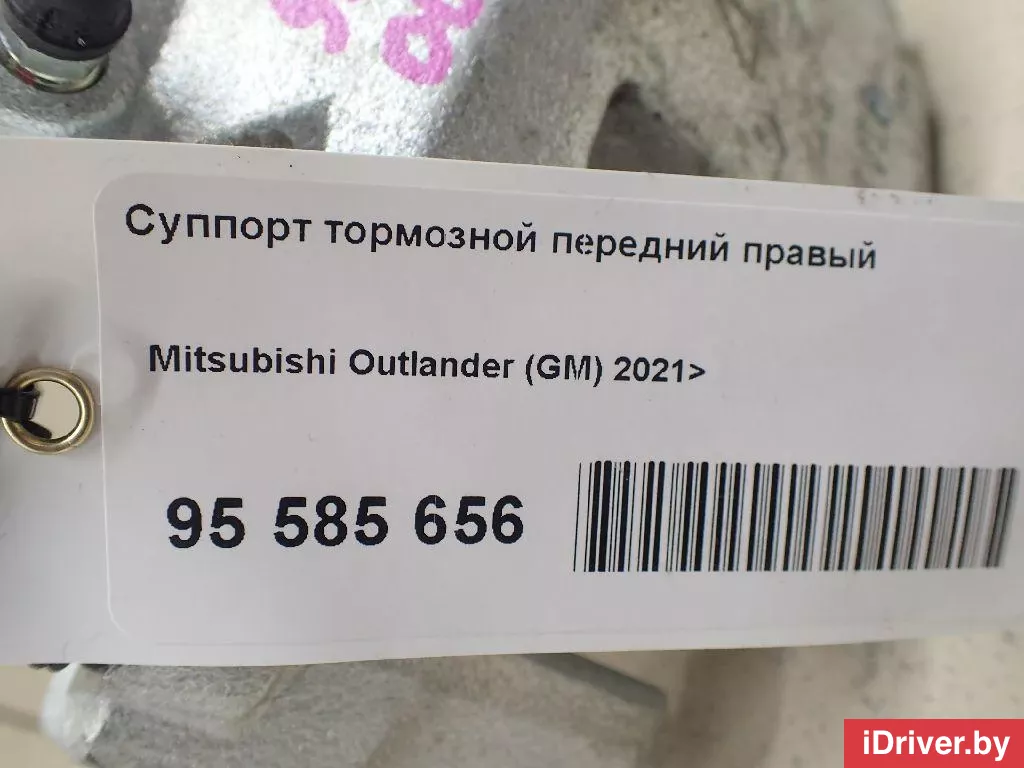 Суппорт тормозной передний правый
Mitsubishi Outlander (GM) 2021>
95 585 656
iDriver.by